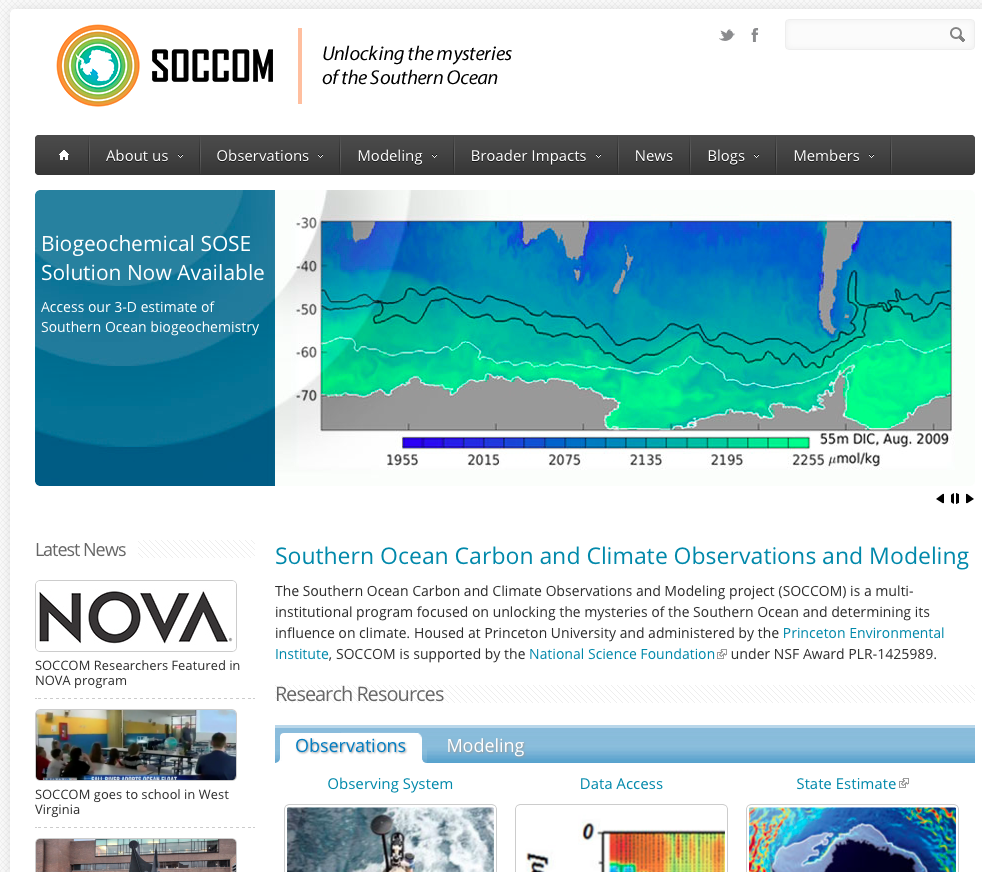 SOCCOM
Unlocking the mysteries
of the Southern Ocean
About us
Observations
Modeling
Broader Impacts
News
Blogs
Members
Biogeochemical SOSE
Solution Now Available
Access our 3-D estimate of
Southern Ocean biogeochemistry
-30
-40
-50
-60
-70
55m DIC, Aug. 2009
1955 2015 2075 2135 2195 2255 μmol/kg
Latest News
NOVA
SOCCOM Researchers Featured in
NOVA program
FALL RIVER ADOPTS OCEAN FLOAT
SOCCOM goes to school in West
Virginia
Southern Ocean Carbon and Climate Observations and Modeling
The Southern Ocean Carbon and Climate Observations and Modeling project (SOCCOM) is a multi-
institutional program focused on unlocking the mysteries of the Southern Ocean and determining its
influence on climate. Housed at Princeton University and administered by the Princeton Environmental
Institute, SOCCOM is supported by the National Science Foundation under NSF Award PLR-1425989.
Research Resources
Observations
Modeling
Observing System
Data Access
State Estimate
0